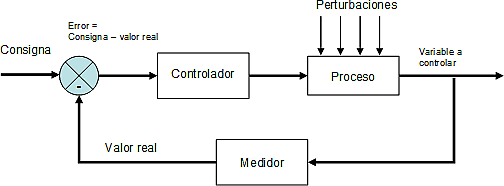 Perturbaciones
Error =
Consigna – valor real
Consigna
Variable a
controlar
Controlador
Proceso
-
Valor real
Medidor